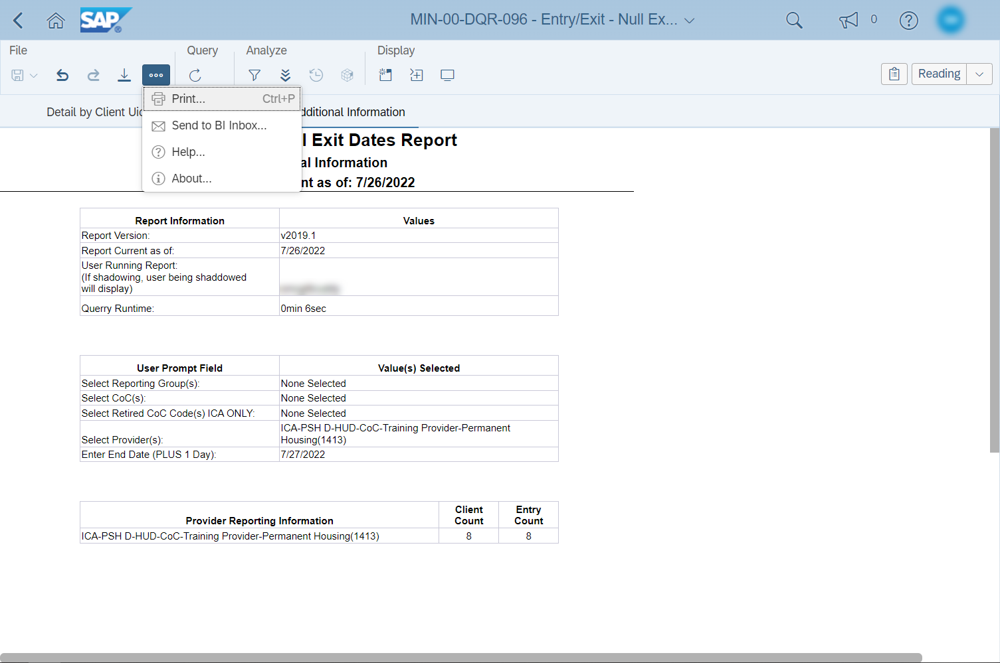 SAP
MIN-00-DQR-096 - Entry/Exit - Null Ex...
0
File
Query
Analyze
Display
Reading
Print...
Ctrl+P
Send to BI Inbox...
Help...
About...
Detail by Client
dditional Information
l Exit Dates Report
al Information
nt as of: 7/26/2022
Report Information
Values
Report Version:
v2019.1
Report Current as of:
7/26/2022
User Running Report:
(If shadowing, user being shaddowed
will display)
Querry Runtime:
0min 6sec
User Prompt Field
Value(s) Selected
Select Reporting Group(s):
None Selected
Select CoC(s):
None Selected
Select Retired CoC Code(s) ICA ONLY:
None Selected
Select Provider(s):
ICA-PSH D-HUD-CoC-Training Provider-Permanent
Housing(1413)
Enter End Date (PLUS 1 Day):
7/27/2022
Provider Reporting Information
Client
Count
Entry
Count
ICA-PSH D-HUD-CoC-Training Provider-Permanent Housing(1413)
8
8